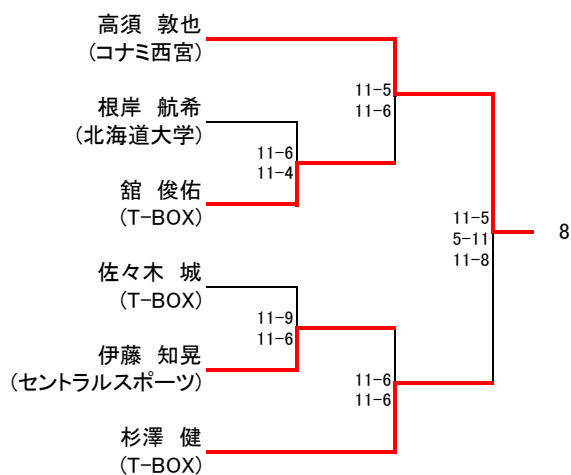 高須　敦也
(コナミ西宮)
11-5
11-6
根岸　航希
(北海道大学)
11-6
11-4
舘　俊佑
(T-BOX)
11-5
5-11
11-8
8
佐々木　城
(T-BOX)
11-9
11-6
伊藤　知晃
(セントラルスポーツ)
11-6
11-6
杉澤　健
(T-BOX)